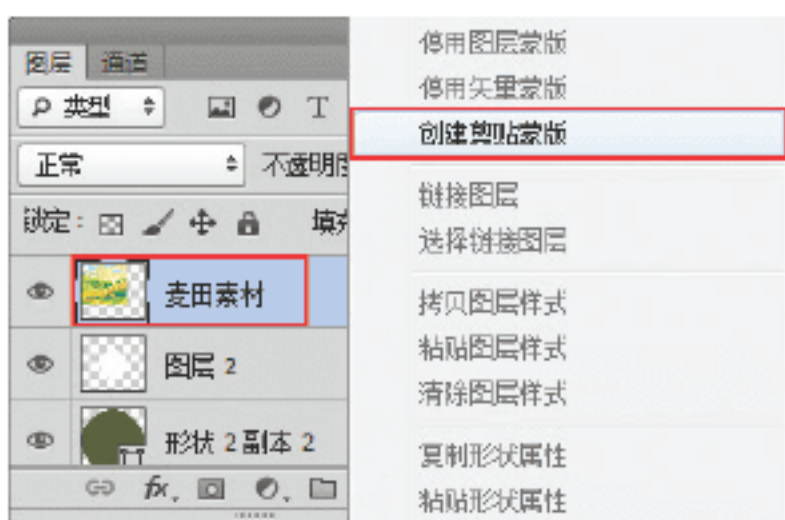 图层 通道
类型
T
正常 不透明度
锁定: 填充
麦田素材
图层 2
形状 2 副本 2
fx.
停用图层蒙版
停用矢量蒙版
创建剪贴蒙版
链接图层
选择链接图层
拷贝图层样式
粘贴图层样式
清除图层样式
复制形状属性
粘贴形状属性